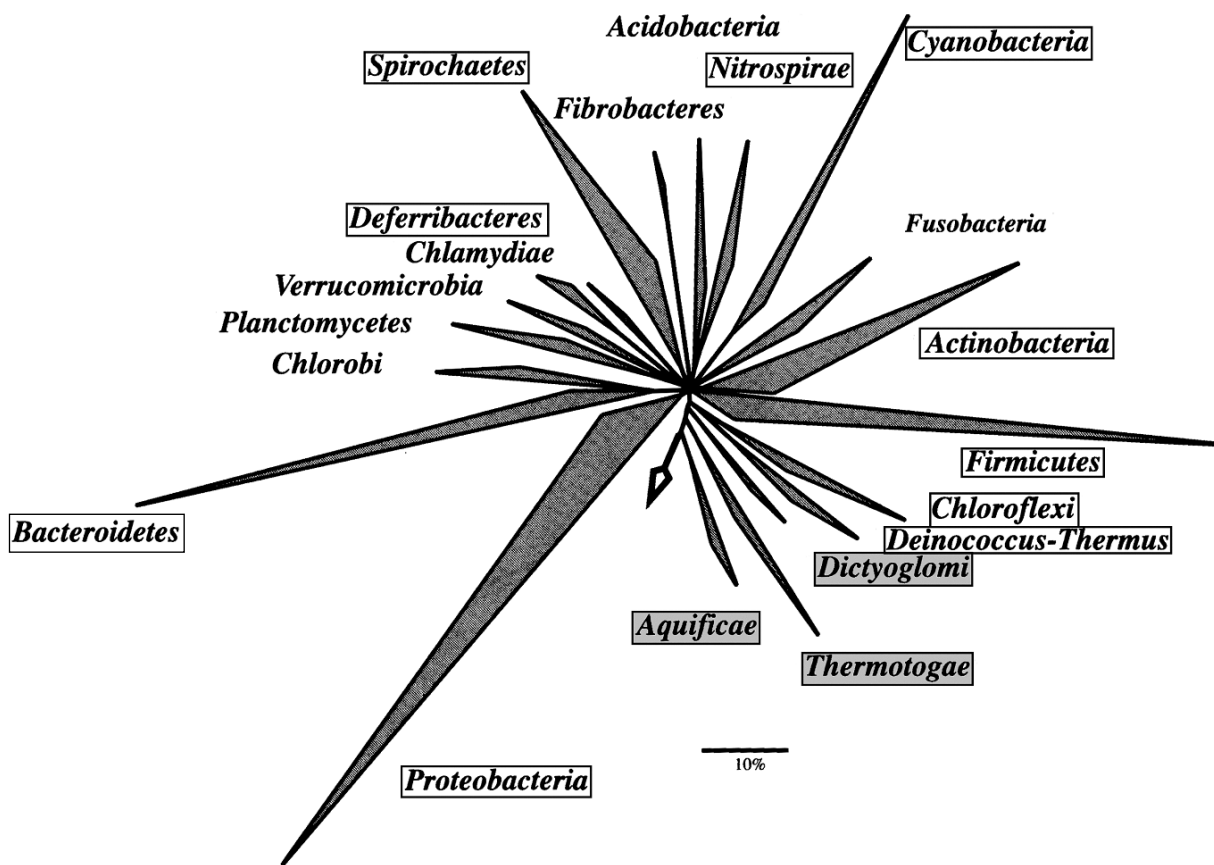 Acidobacteria
Cyanobacteria
Spirochaetes
Nitrospirae
Fibrobacteres
Deferribacteres
Fusobacteria
Chlamydiae
Verrucomicrobia
Planctomycetes
Actinobacteria
Chlorobi
Firmicutes
Chloroflexi
Bacteroidetes
Deinococcus-Thermus
Dictyoglomi
Aquificae
Thermotogae
10%
Proteobacteria